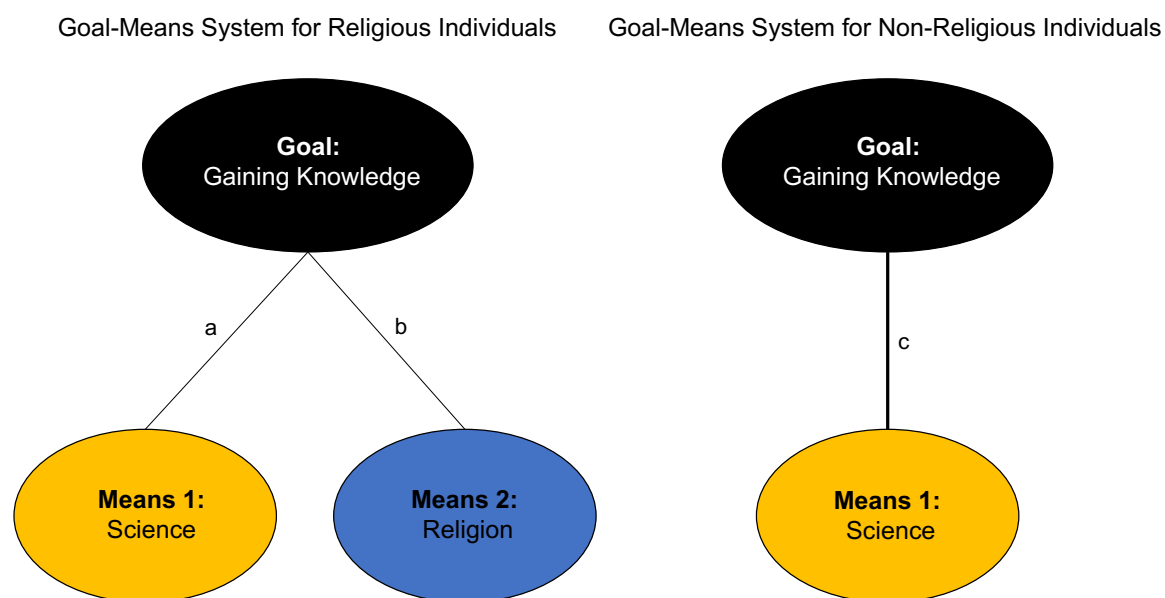 Goal-Means System for Religious Individuals
Goal-Means System for Non-Religious Individuals
Goal:
Gaining Knowledge
Goal:
Gaining Knowledge
a
b
c
Means 1:
Science
Means 2:
Religion
Means 1:
Science